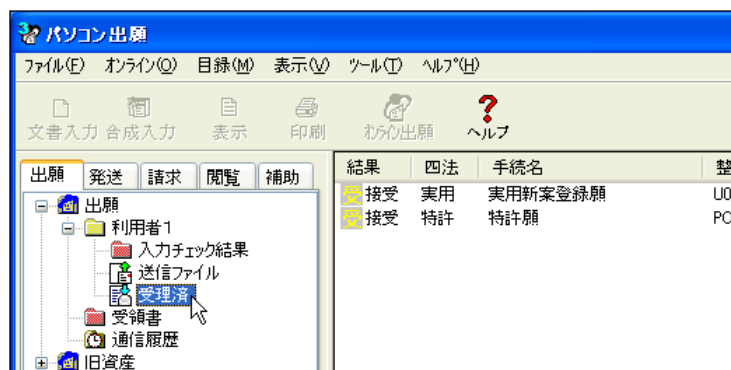 パソコン出願
ファイル(F) オンライン(O) 目録(M) 表示(V) ツール(T) ヘルプ(H)
文書入力 合成入力 表示 印刷 オンライン出願 ヘルプ
出願 発送 請求 閲覧 補助
結果 四法 手続名 整
受 接受 実用 実用新案登録願 U0
受 接受 特許 特許願
出願
利用者1
入力チェック結果
送信ファイル
受理済
受領書
通信履歴
旧資産